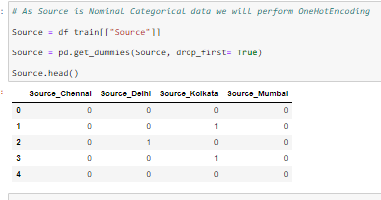 # As Source is Nominal Categorical data we will perform OneHotEncoding
Source = df_train[["Source"]]
Source = pd.get_dummies(Source, drop_first= True)
Source.head()
Source_Chennai Source_Delhi Source_Kolkata Source_Mumbai
0 0 0 0 0
1 0 0 1 0
2 0 1 0 0
3 0 0 1 0
4 0 0 0 0